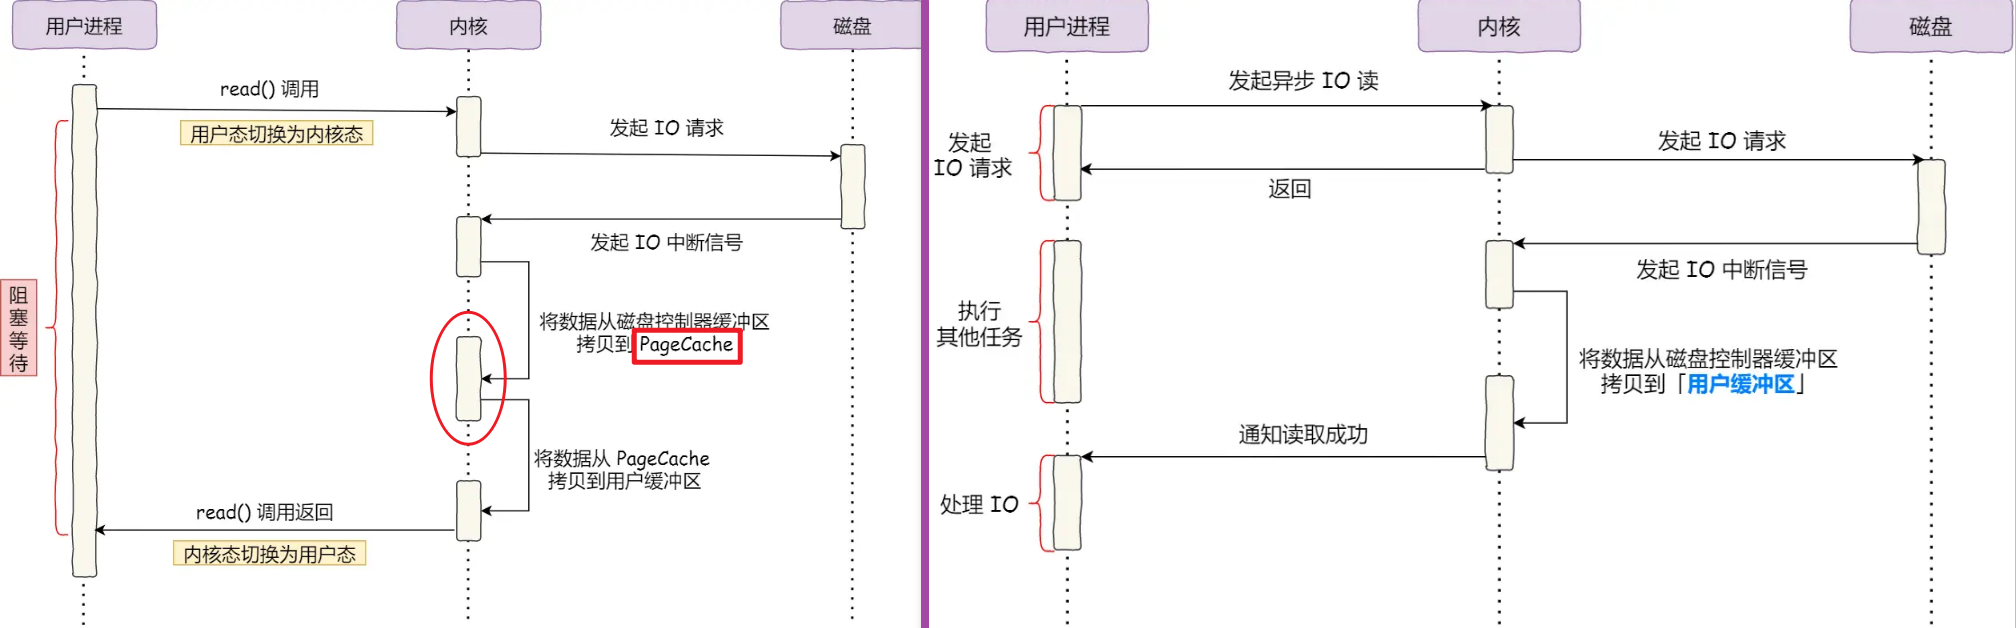 用户进程
内核
磁盘
read() 调用
用户态切换为内核态
发起 IO 请求
发起 IO 中断信号
阻
塞
等
待
将数据从磁盘控制器缓冲区
拷贝到 PageCache
将数据从 PageCache
拷贝到用户缓冲区
read() 调用返回
内核态切换为用户态
用户进程
内核
磁盘
发起异步 IO 读
发起
IO 请求
发起 IO 请求
返回
发起 IO 中断信号
执行
其他任务
将数据从磁盘控制器缓冲区
拷贝到「用户缓冲区」
通知读取成功
处理 IO